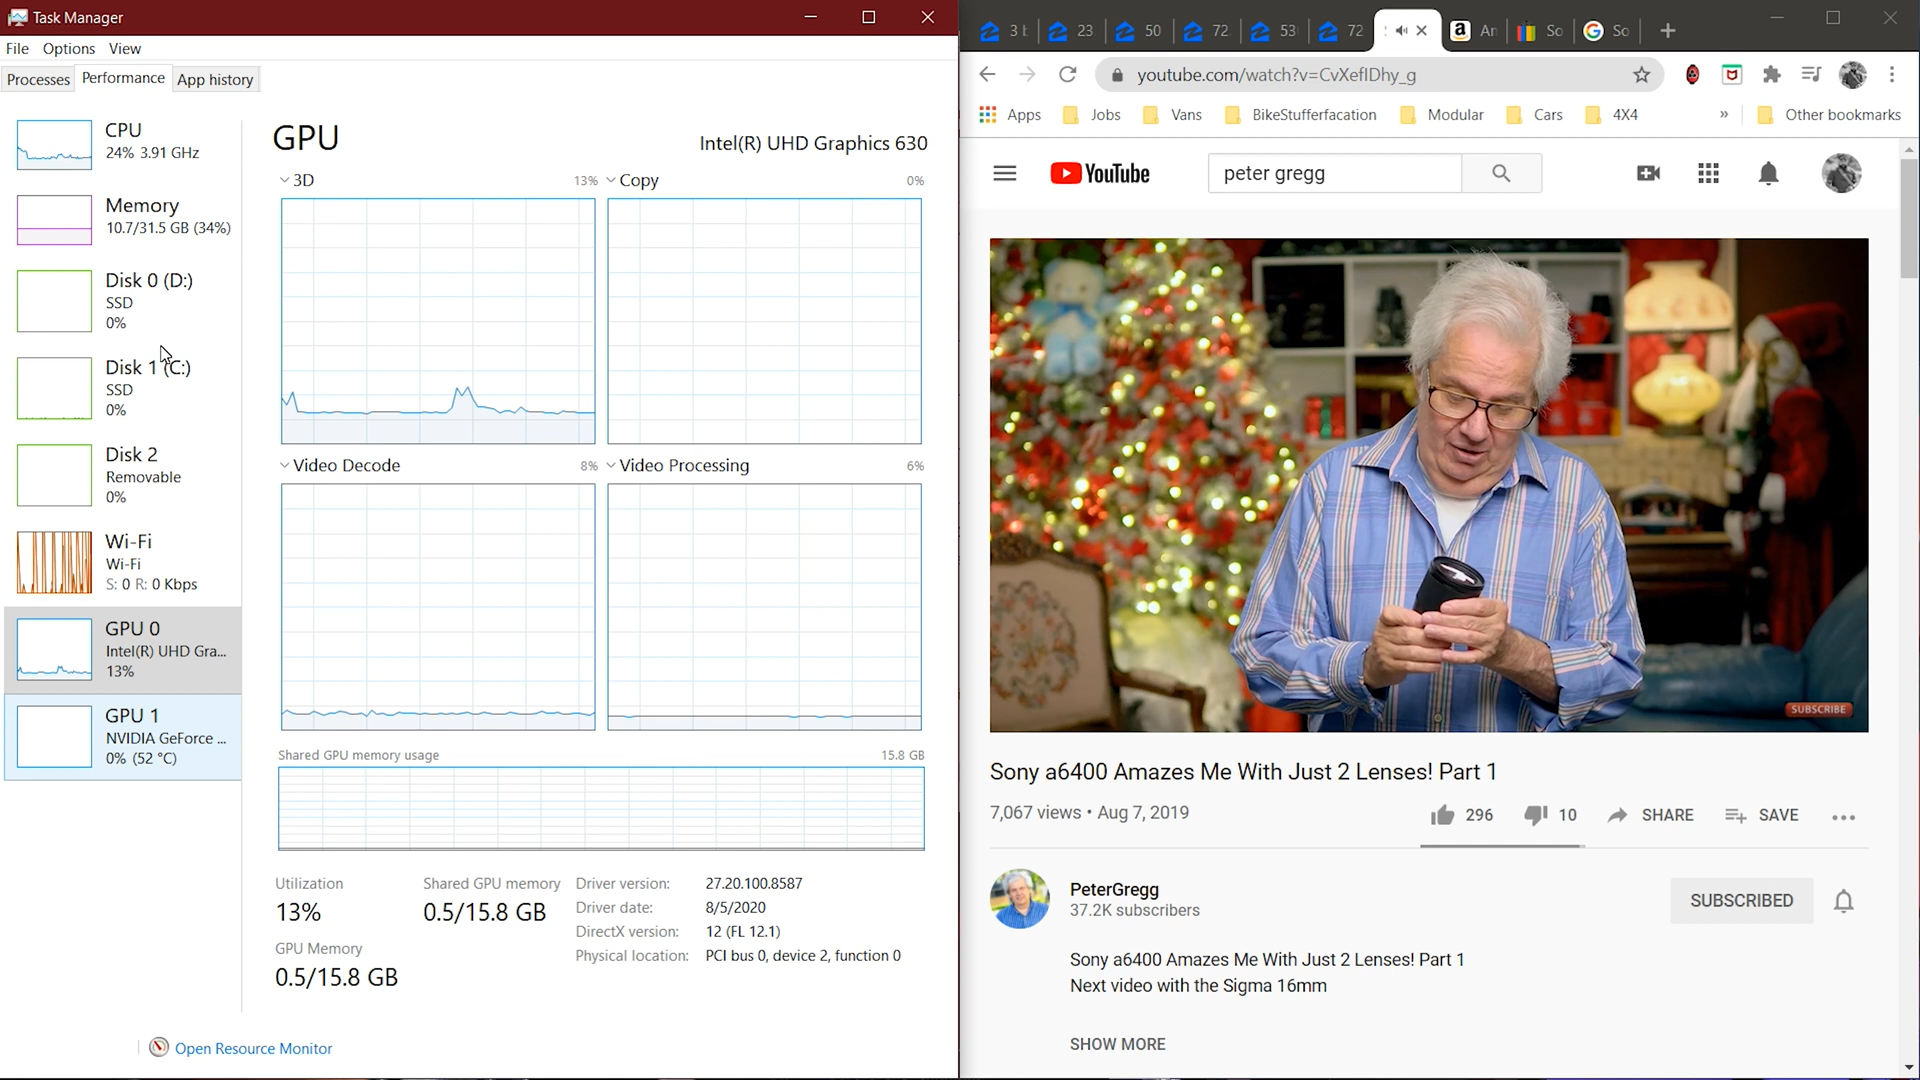 Task Manager
File Options View
Processes Performance App history
CPU
24% 3.91 GHz
Memory
10.7/31.5 GB (34%)
Disk 0 (D:)
SSD
0%
Disk 1 (C:)
SSD
0%
Disk 2
Removable
0%
Wi-Fi
Wi-Fi
S: 0 R: 0 Kbps
GPU 0
Intel(R) UHD Gra...
13%
GPU 1
NVIDIA GeForce ...
0% (52 °C)
GPU
Intel(R) UHD Graphics 630
3D 13%
Copy 0%
Video Decode 8%
Video Processing 6%
Shared GPU memory usage 15.8 GB
Utilization
13%
Shared GPU memory
0.5/15.8 GB
GPU Memory
0.5/15.8 GB
Driver version: 27.20.100.8587
Driver date: 8/5/2020
DirectX version: 12 (FL 12.1)
Physical location: PCI bus 0, device 2, function 0
Open Resource Monitor
23 50 72 53 72 So So
youtube.com/watch?v=CvXeflDhy_g
Apps Jobs Vans BikeStufferfacation Modular Cars 4X4 » Other bookmarks
YouTube
peter gregg
SUBSCRIBE
Sony a6400 Amazes Me With Just 2 Lenses! Part 1
7,067 views • Aug 7, 2019
296 10 SHARE SAVE
PeterGregg
37.2K subscribers
SUBSCRIBED
Sony a6400 Amazes Me With Just 2 Lenses! Part 1
Next video with the Sigma 16mm
SHOW MORE